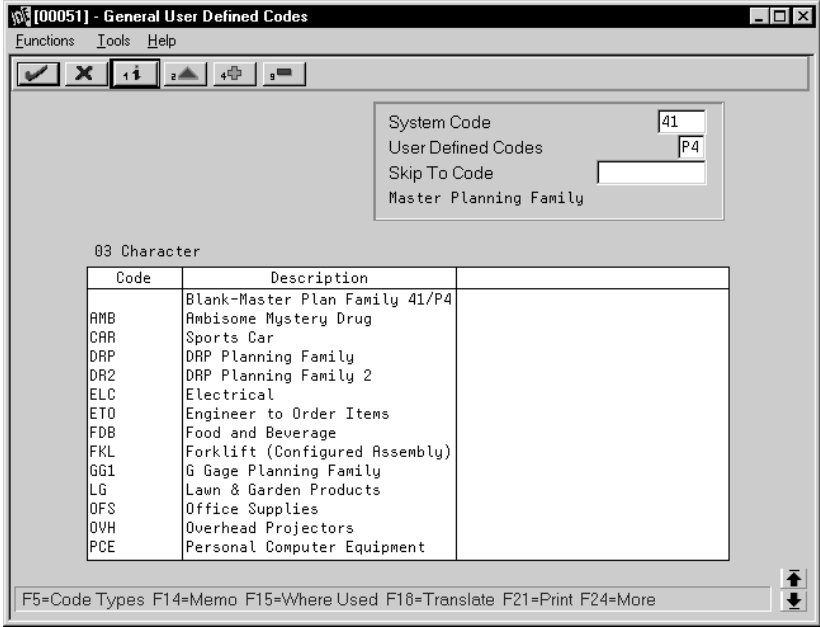 [00051] - General User Defined Codes
Functions Tools Help
1 i 2 4 9
System Code 41
User Defined Codes P4
Skip To Code
Master Planning Family
03 Character
Code Description
Blank-Master Plan Family 41/P4
AMB Ambisome Mystery Drug
CAR Sports Car
DRP DRP Planning Family
DR2 DRP Planning Family 2
ELC Electrical
ETO Engineer to Order Items
FDB Food and Beverage
FKL Forklift (Configured Assembly)
GG1 G Gage Planning Family
LG Lawn & Garden Products
OFS Office Supplies
OVH Overhead Projectors
PCE Personal Computer Equipment
F5=Code Types F14=Memo F15=Where Used F18=Translate F21=Print F24=More